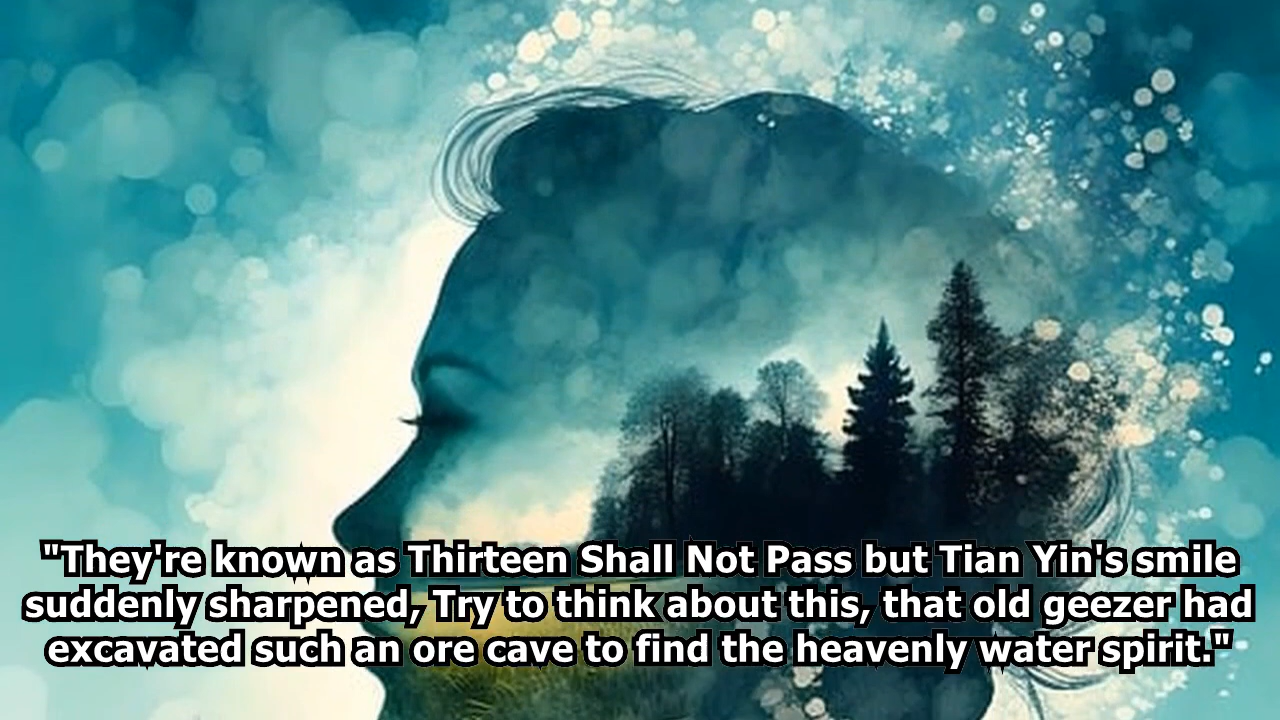 "They're known as Thirteen Shall Not Pass but Tian Yin's smile
suddenly sharpened, Try to think about this, that old geezer had
excavated such an ore cave to find the heavenly water spirit."